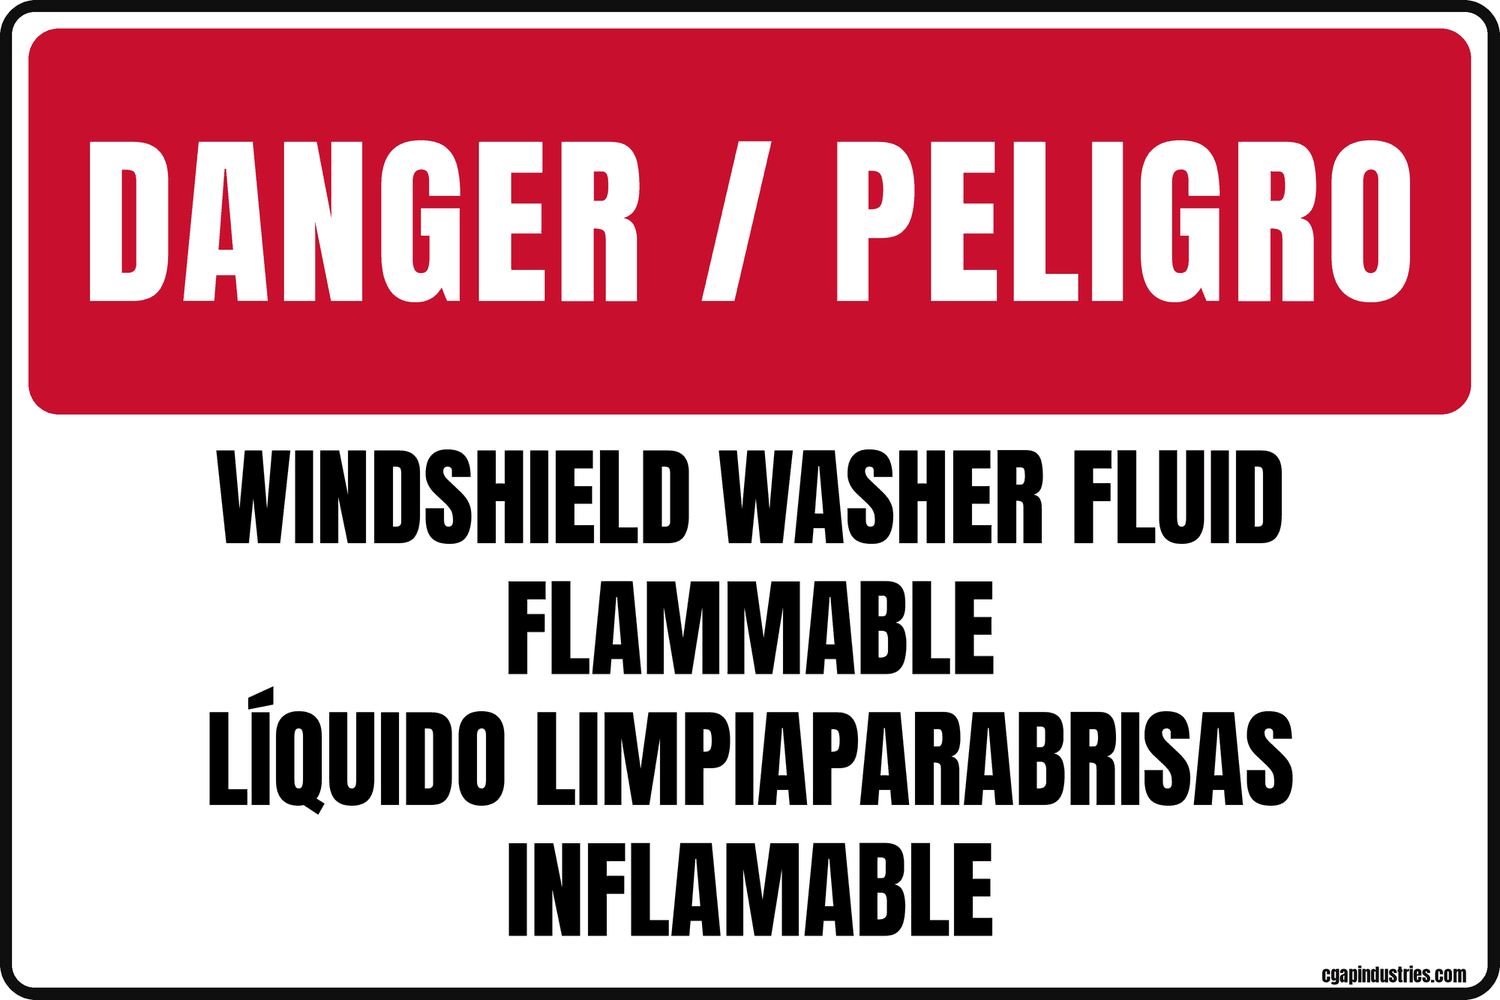 DANGER / PELIGRO
WINDSHIELD WASHER FLUID
FLAMMABLE
LÍQUIDO LIMPIAPARABRISAS
INFLAMABLE
cgapindustries.com